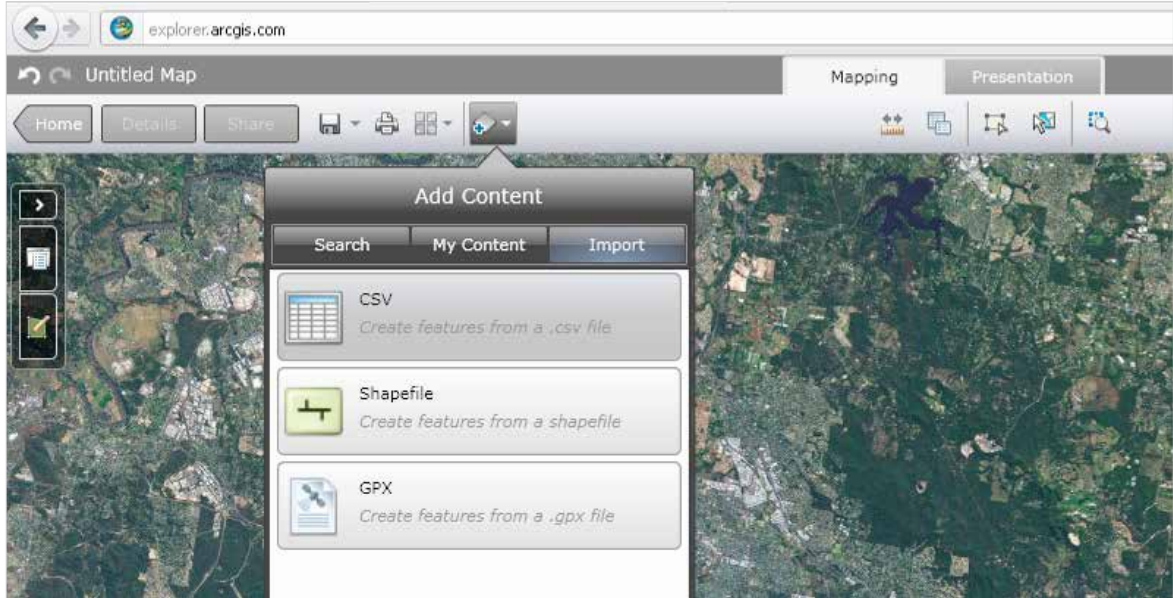 explorer.arcgis.com
Untitled Map
Mapping
Presentation
Home
Details
Share
Add Content
Search
My Content
Import
CSV
Create features from a .csv file
Shapefile
Create features from a shapefile
GPX
Create features from a .gpx file